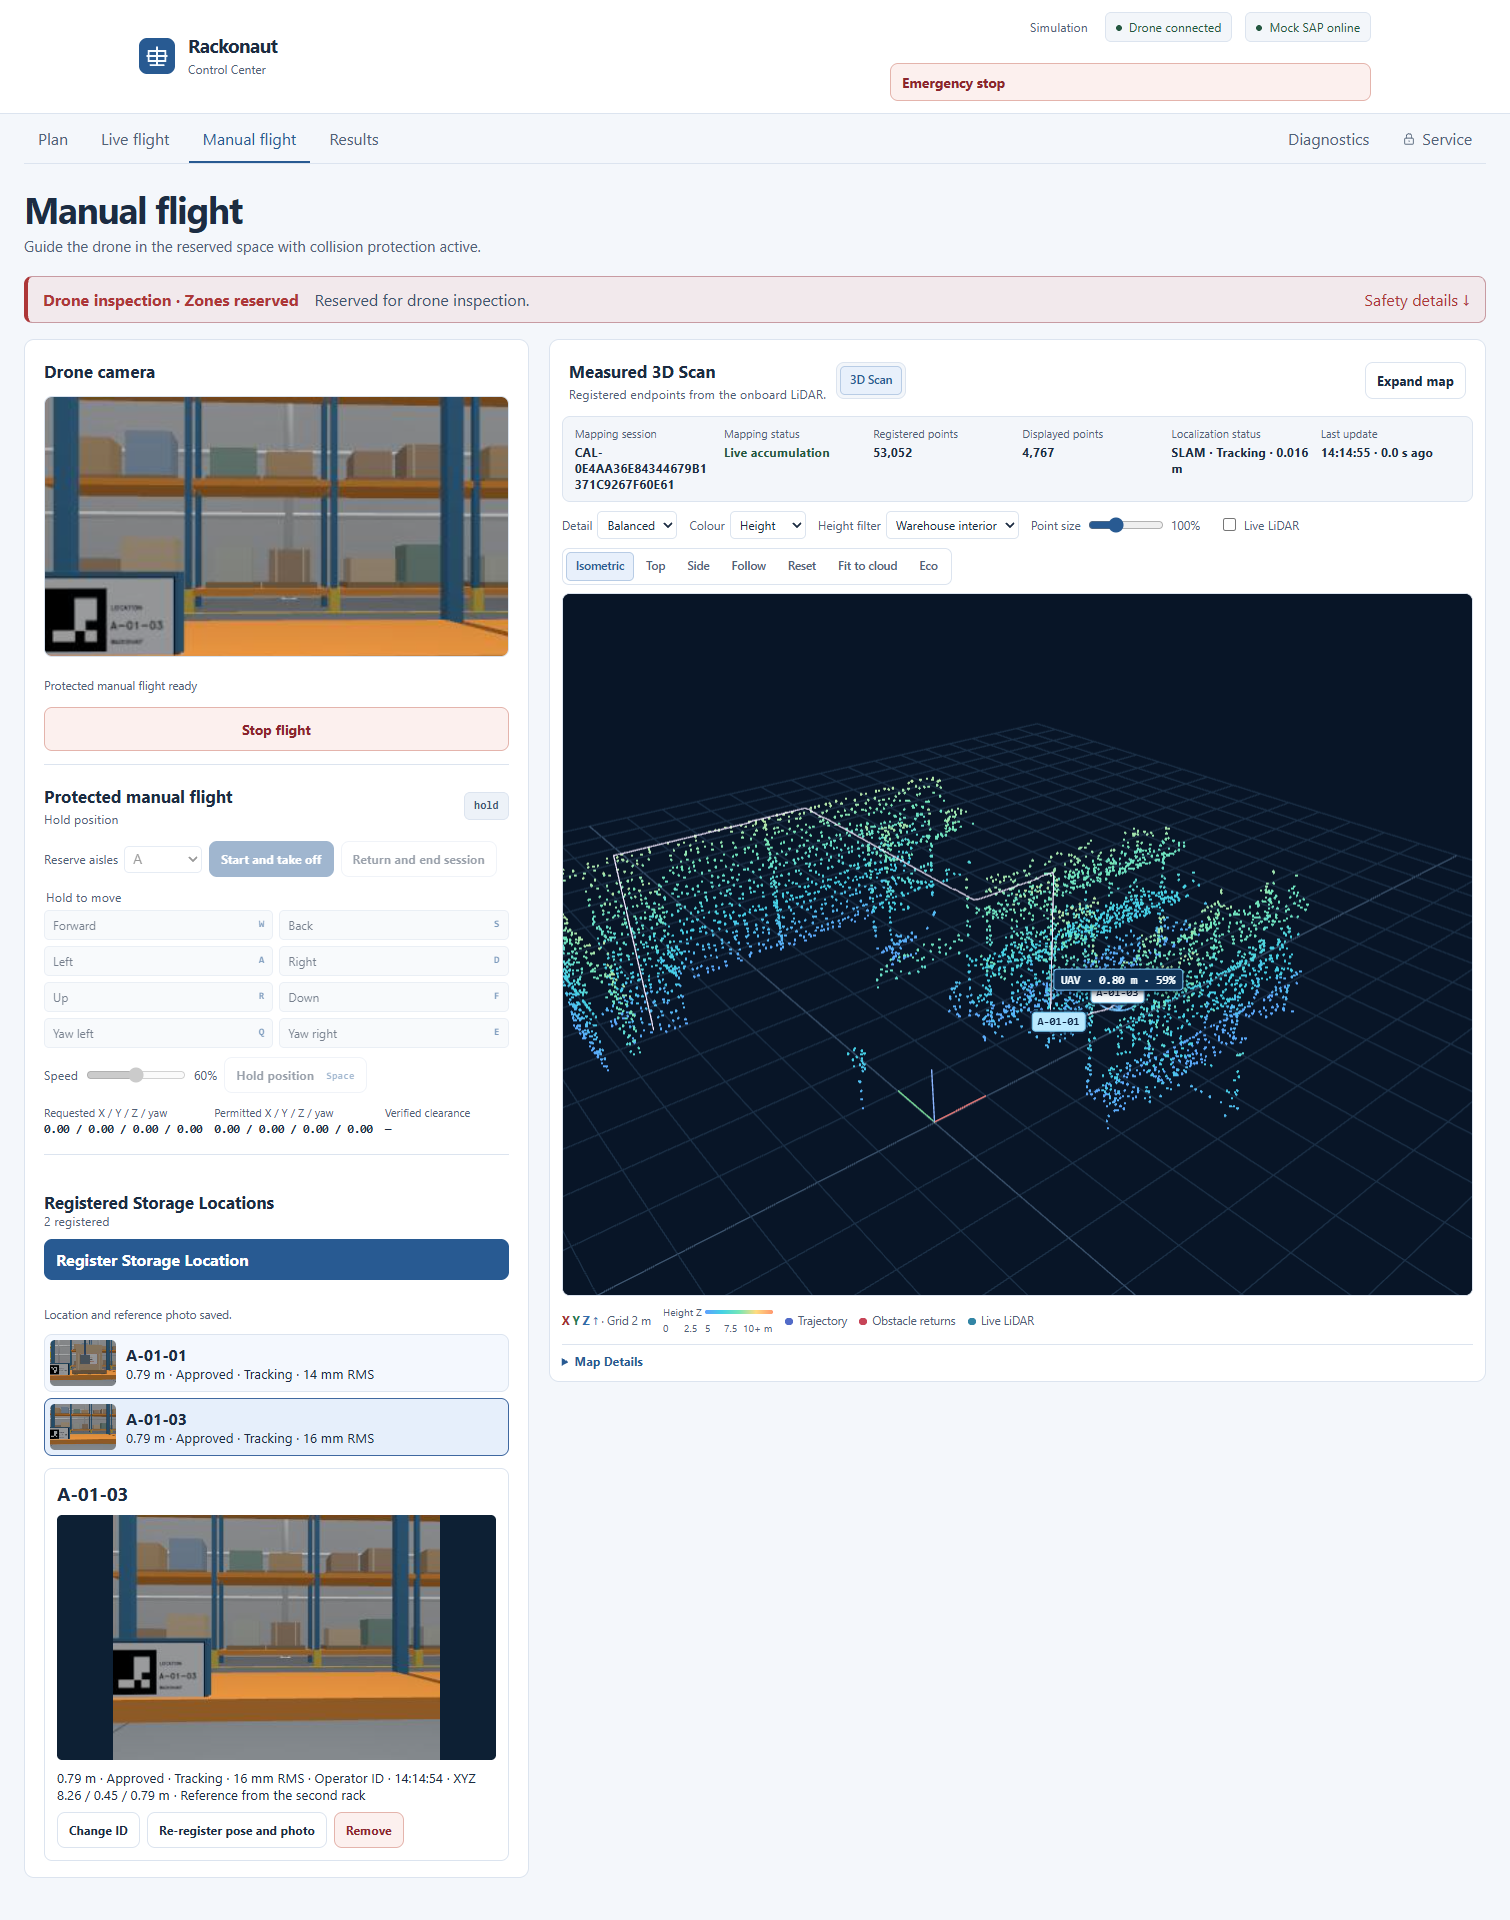 Rackonaut
Control Center
Simulation
Drone connected
Mock SAP online
Emergency stop
Plan
Live flight
Manual flight
Results
Diagnostics
Service
Manual flight
Guide the drone in the reserved space with collision protection active.
Drone inspection · Zones reserved
Reserved for drone inspection.
Safety details ↓
Drone camera
LOCATION
A-01-03
RACKONAUT
Protected manual flight ready
Stop flight
Protected manual flight
Hold position
hold
Reserve aisles
A
Start and take off
Return and end session
Hold to move
Forward W
Back S
Left A
Right D
Up R
Down F
Yaw left Q
Yaw right E
Speed
60%
Hold position Space
Requested X / Y / Z / yaw
0.00 / 0.00 / 0.00 / 0.00
Permitted X / Y / Z / yaw
0.00 / 0.00 / 0.00 / 0.00
Verified clearance
–
Registered Storage Locations
2 registered
Register Storage Location
Location and reference photo saved.
A-01-01
0.79 m · Approved · Tracking · 14 mm RMS
A-01-03
0.79 m · Approved · Tracking · 16 mm RMS
A-01-03
LOCATION
A-01-03
RACKONAUT
0.79 m · Approved · Tracking · 16 mm RMS · Operator ID · 14:14:54 · XYZ
8.26 / 0.45 / 0.79 m · Reference from the second rack
Change ID
Re-register pose and photo
Remove
Measured 3D Scan
Registered endpoints from the onboard LiDAR.
3D Scan
Expand map
Mapping session
CAL-
0E4AA36E84344679B1
371C9267F60E61
Mapping status
Live accumulation
Registered points
53,052
Displayed points
4,767
Localization status
SLAM · Tracking · 0.016
m
Last update
14:14:55 · 0.0 s ago
Detail
Balanced
Colour
Height
Height filter
Warehouse interior
Point size
100%
Live LiDAR
Isometric
Top
Side
Follow
Reset
Fit to cloud
Eco
UAV · 0.80 m · 59%
A-01-03
A-01-01
X Y Z ↑ · Grid 2 m
Height Z
0 2.5 5 7.5 10+ m
Trajectory
Obstacle returns
Live LiDAR
Map Details